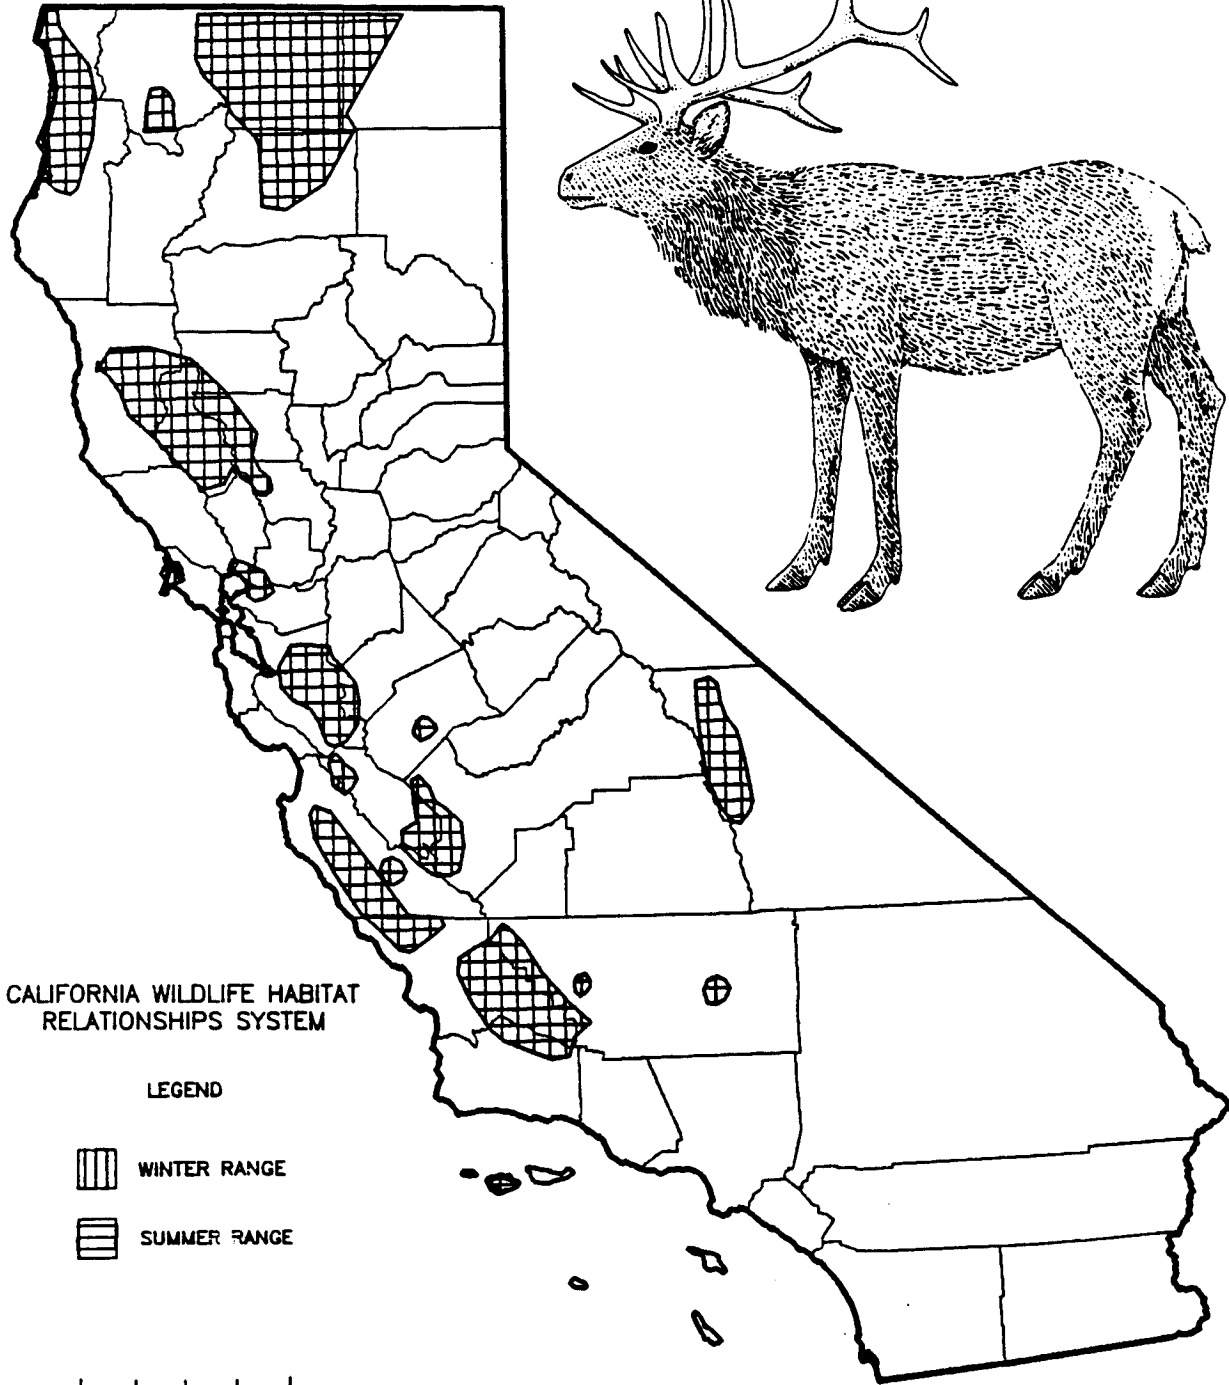 CALIFORNIA WILDLIFE HABITAT
RELATIONSHIPS SYSTEM
LEGEND
WINTER RANGE
SUMMER RANGE